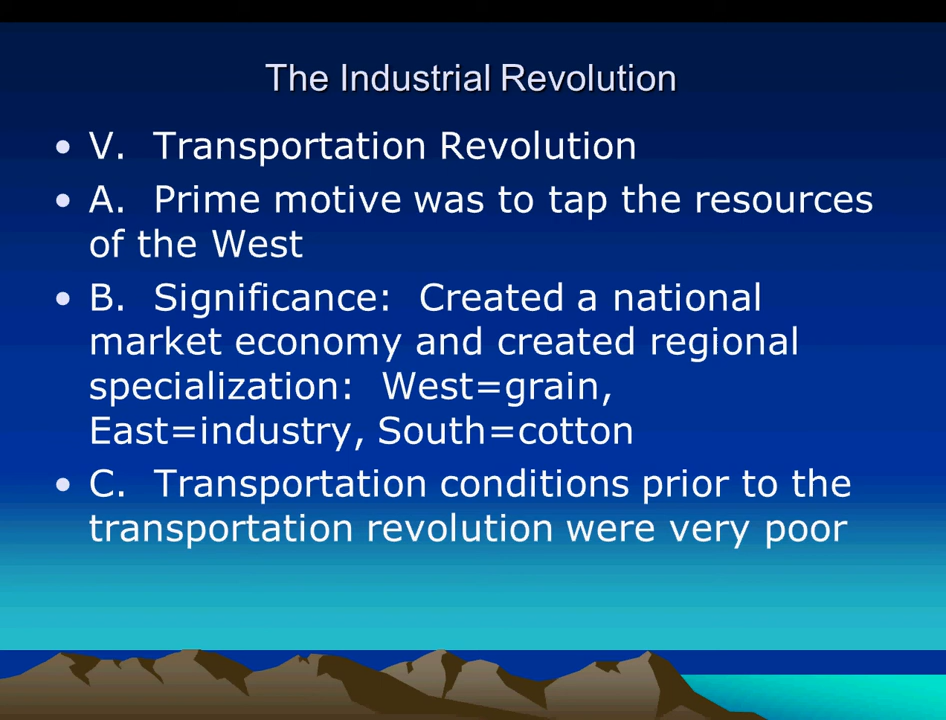 The Industrial Revolution
• V. Transportation Revolution
• A. Prime motive was to tap the resources
of the West
• B. Significance: Created a national
market economy and created regional
specialization: West=grain,
East=industry, South=cotton
• C. Transportation conditions prior to the
transportation revolution were very poor